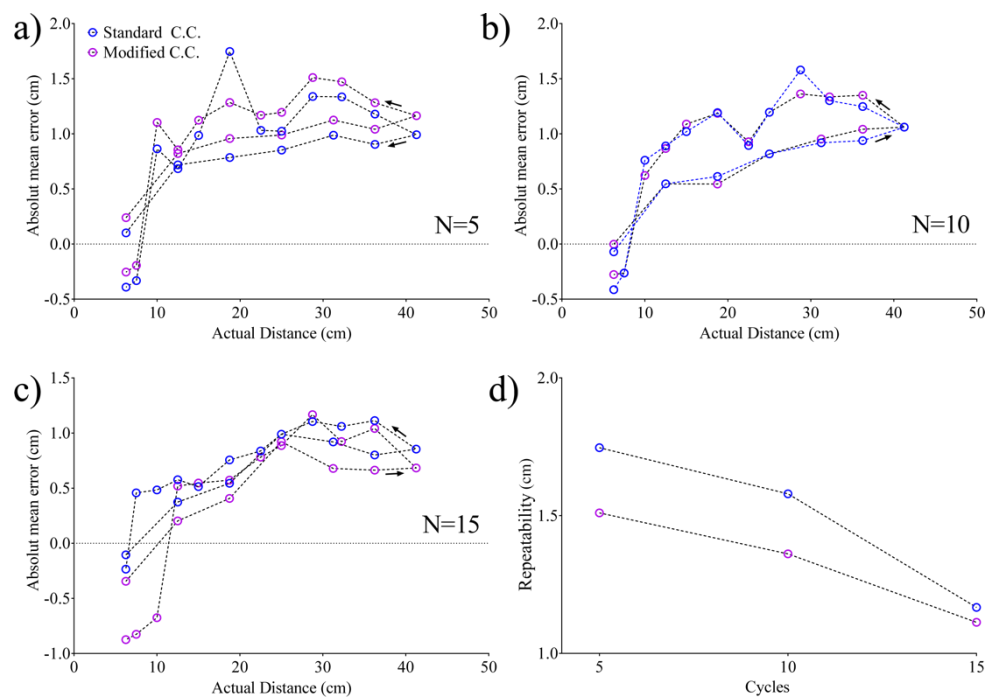 a)
Standard C.C.
Modified C.C.
2.0
1.5
1.0
0.5
0.0
-0.5
Absolut mean error (cm)
N=5
0 10 20 30 40 50
Actual Distance (cm)
b)
2.0
1.5
1.0
0.5
0.0
-0.5
Absolut mean error (cm)
N=10
0 10 20 30 40 50
Actual Distance (cm)
c)
1.5
1.0
0.5
0.0
-0.5
-1.0
Absolut mean error (cm)
N=15
0 10 20 30 40 50
Actual Distance (cm)
d)
2.0
1.5
1.0
Repeatability (cm)
5 10 15
Cycles